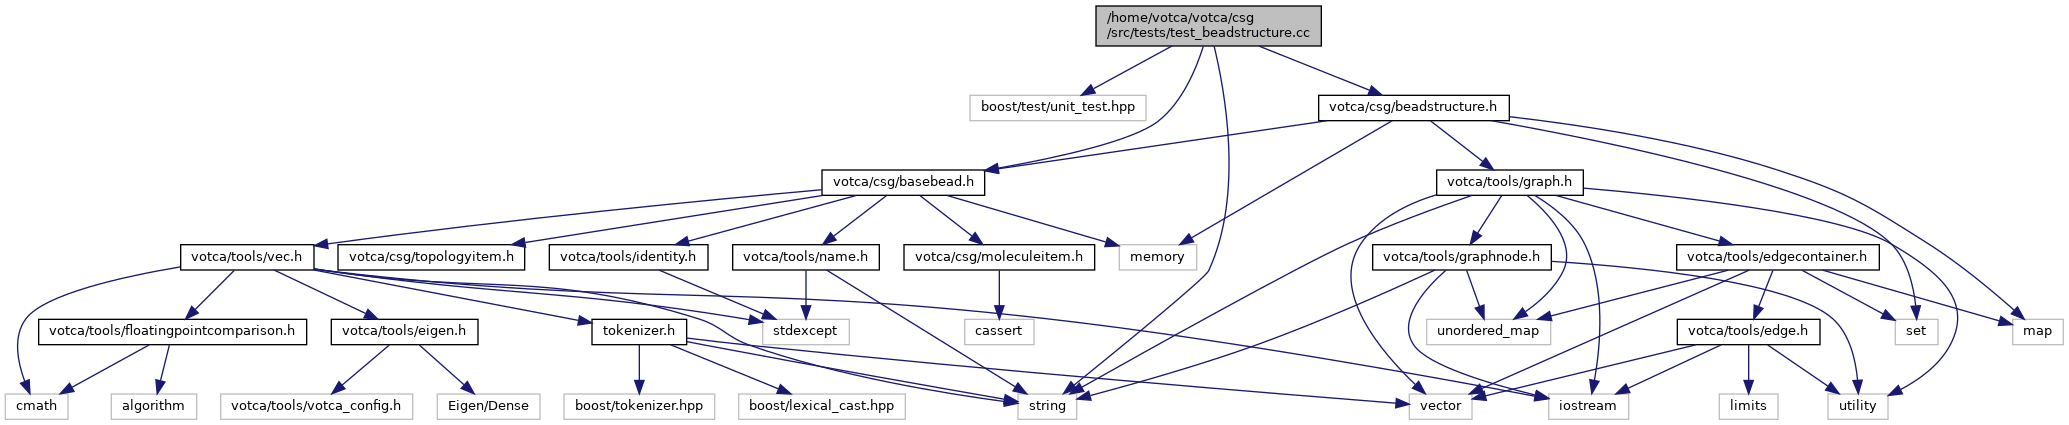 /home/votca/votca/csg
/src/tests/test_beadstructure.cc
boost/test/unit_test.hpp
votca/csg/beadstructure.h
votca/csg/basebead.h
votca/tools/graph.h
votca/tools/vec.h
votca/csg/topologyitem.h
votca/tools/identity.h
votca/tools/name.h
votca/csg/moleculeitem.h
memory
votca/tools/graphnode.h
votca/tools/edgecontainer.h
votca/tools/floatingpointcomparison.h
votca/tools/eigen.h
tokenizer.h
stdexcept
cassert
unordered_map
votca/tools/edge.h
set
map
cmath
algorithm
votca/tools/votca_config.h
Eigen/Dense
boost/tokenizer.hpp
boost/lexical_cast.hpp
string
vector
iostream
limits
utility